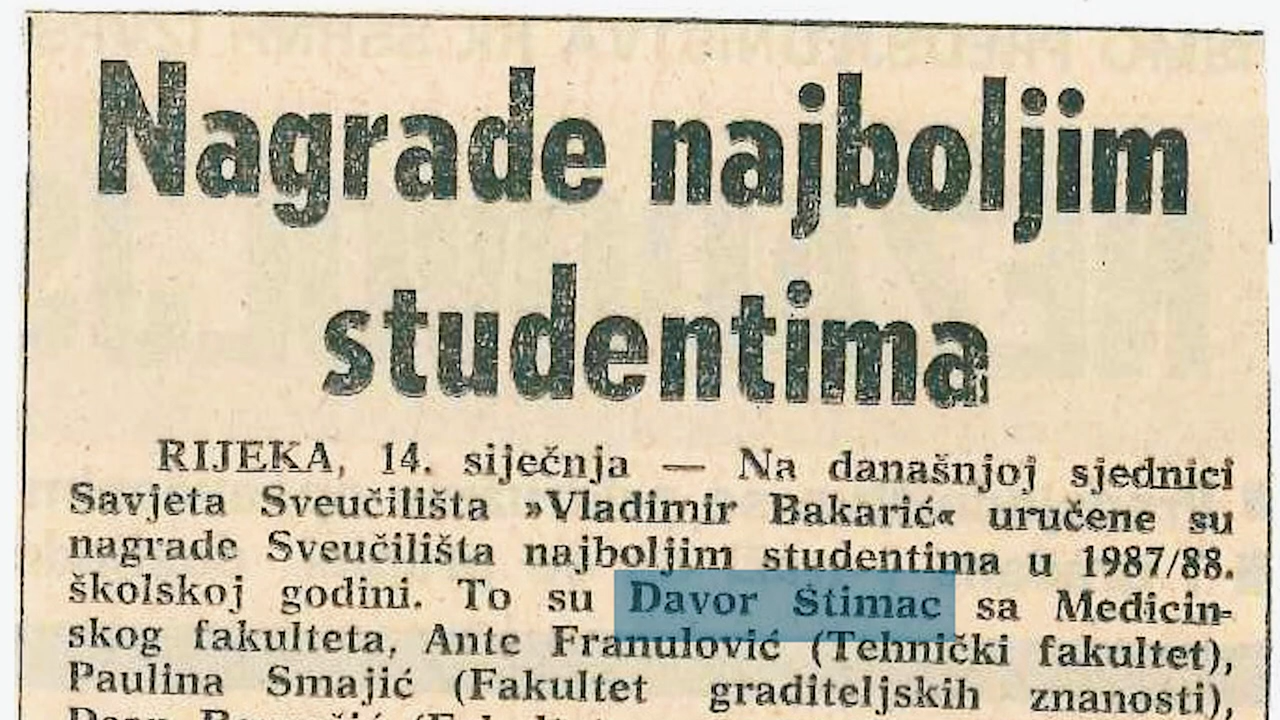 Nagrade najboljim
studentima
RIJEKA, 14. siječnja — Na današnjoj sjednici
Savjeta Sveučilišta »Vladimir Bakarić« uručene su
nagrade Sveučilišta najboljim studentima u 1987/88.
školskoj godini. To su Davor Štimac sa Medicin-
skog fakulteta, Ante Franulović (Tehnički fakultet),
Paulina Smajić (Fakultet graditeljskih znanosti),